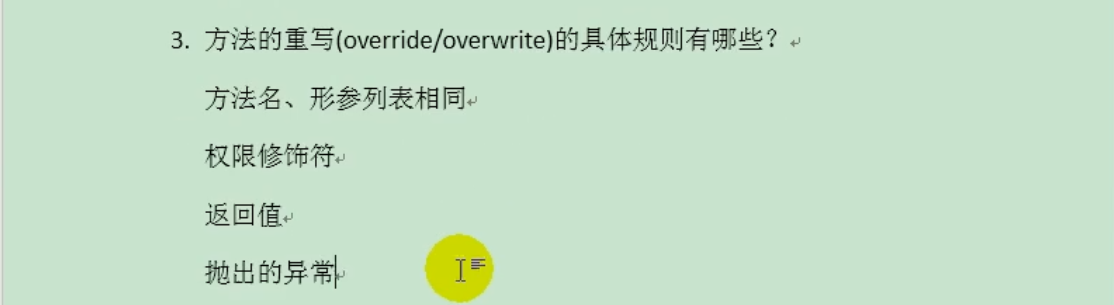 3. 方法的重写(override/overwrite)的具体规则有哪些？
方法名、形参列表相同
权限修饰符
返回值
抛出的异常